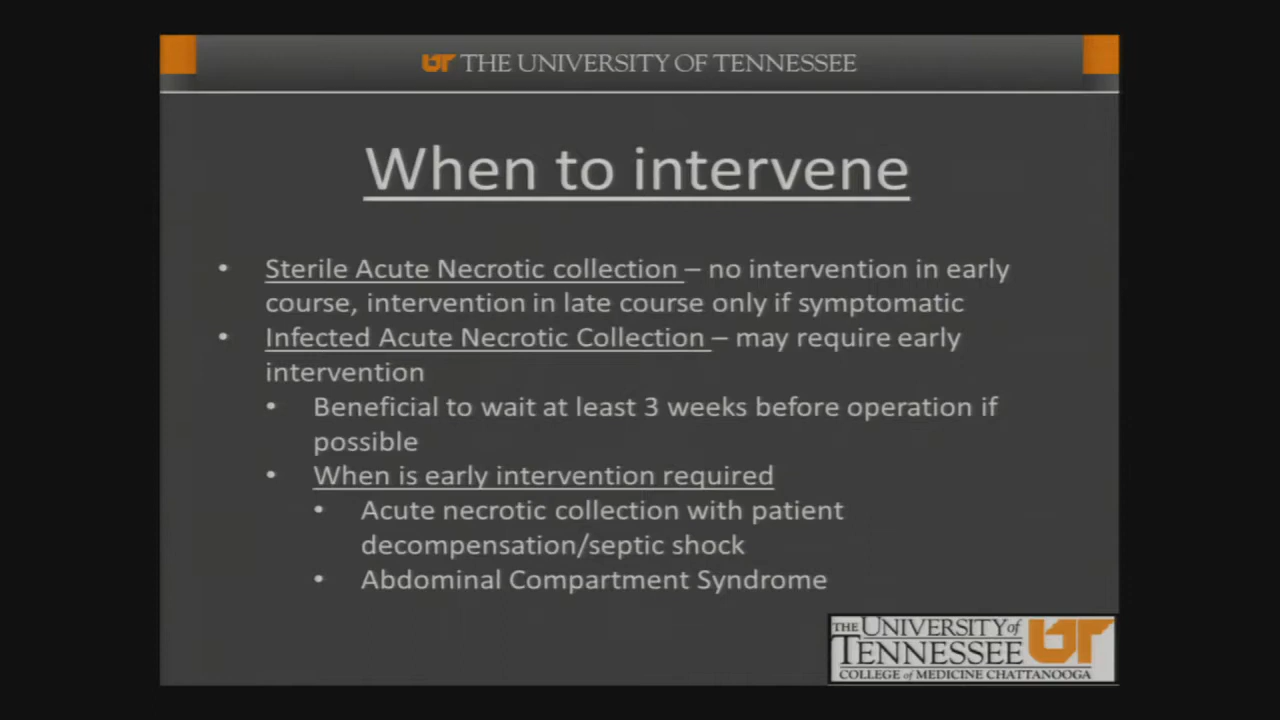 UT THE UNIVERSITY OF TENNESSEE
When to intervene
• Sterile Acute Necrotic collection – no intervention in early
course, intervention in late course only if symptomatic
• Infected Acute Necrotic Collection – may require early
intervention
• Beneficial to wait at least 3 weeks before operation if
possible
• When is early intervention required
• Acute necrotic collection with patient
decompensation/septic shock
• Abdominal Compartment Syndrome
THE UNIVERSITY of
TENNESSEE UT
COLLEGE of MEDICINE CHATTANOOGA